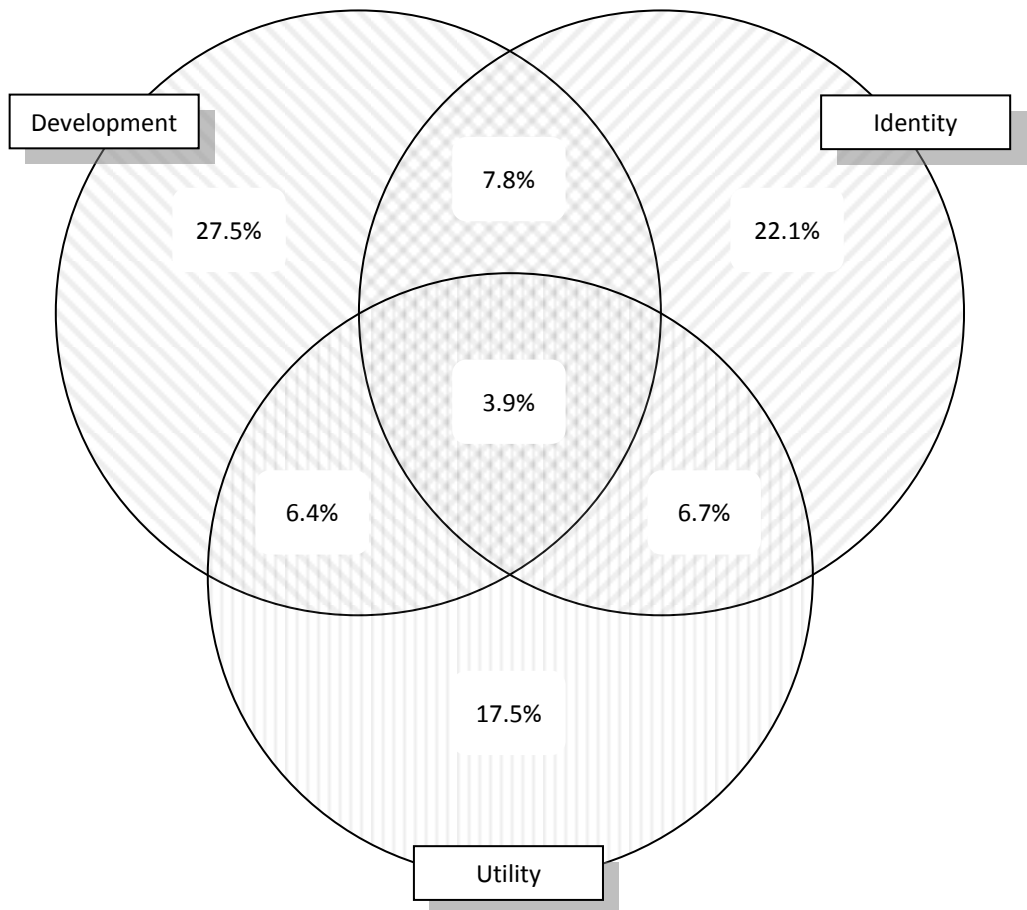 Development
Identity
7.8%
27.5%
22.1%
3.9%
6.4%
6.7%
17.5%
Utility